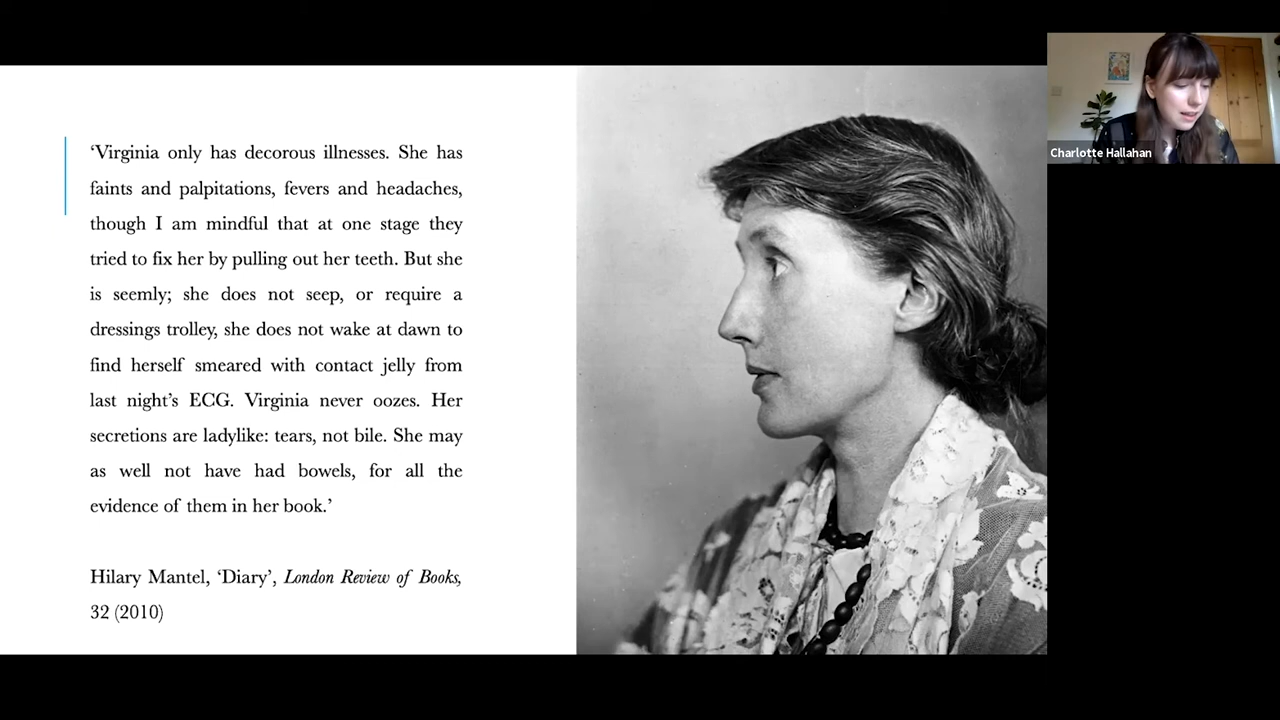 ‘Virginia only has decorous illnesses. She has
faints and palpitations, fevers and headaches,
though I am mindful that at one stage they
tried to fix her by pulling out her teeth. But she
is seemly; she does not seep, or require a
dressings trolley, she does not wake at dawn to
find herself smeared with contact jelly from
last night’s ECG. Virginia never oozes. Her
secretions are ladylike: tears, not bile. She may
as well not have had bowels, for all the
evidence of them in her book.’
Hilary Mantel, ‘Diary’, London Review of Books,
32 (2010)
Charlotte Hallahan